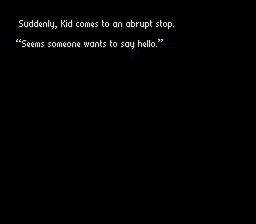 Suddenly, Kid comes to an abrupt stop.
“Seems someone wants to say hello.”